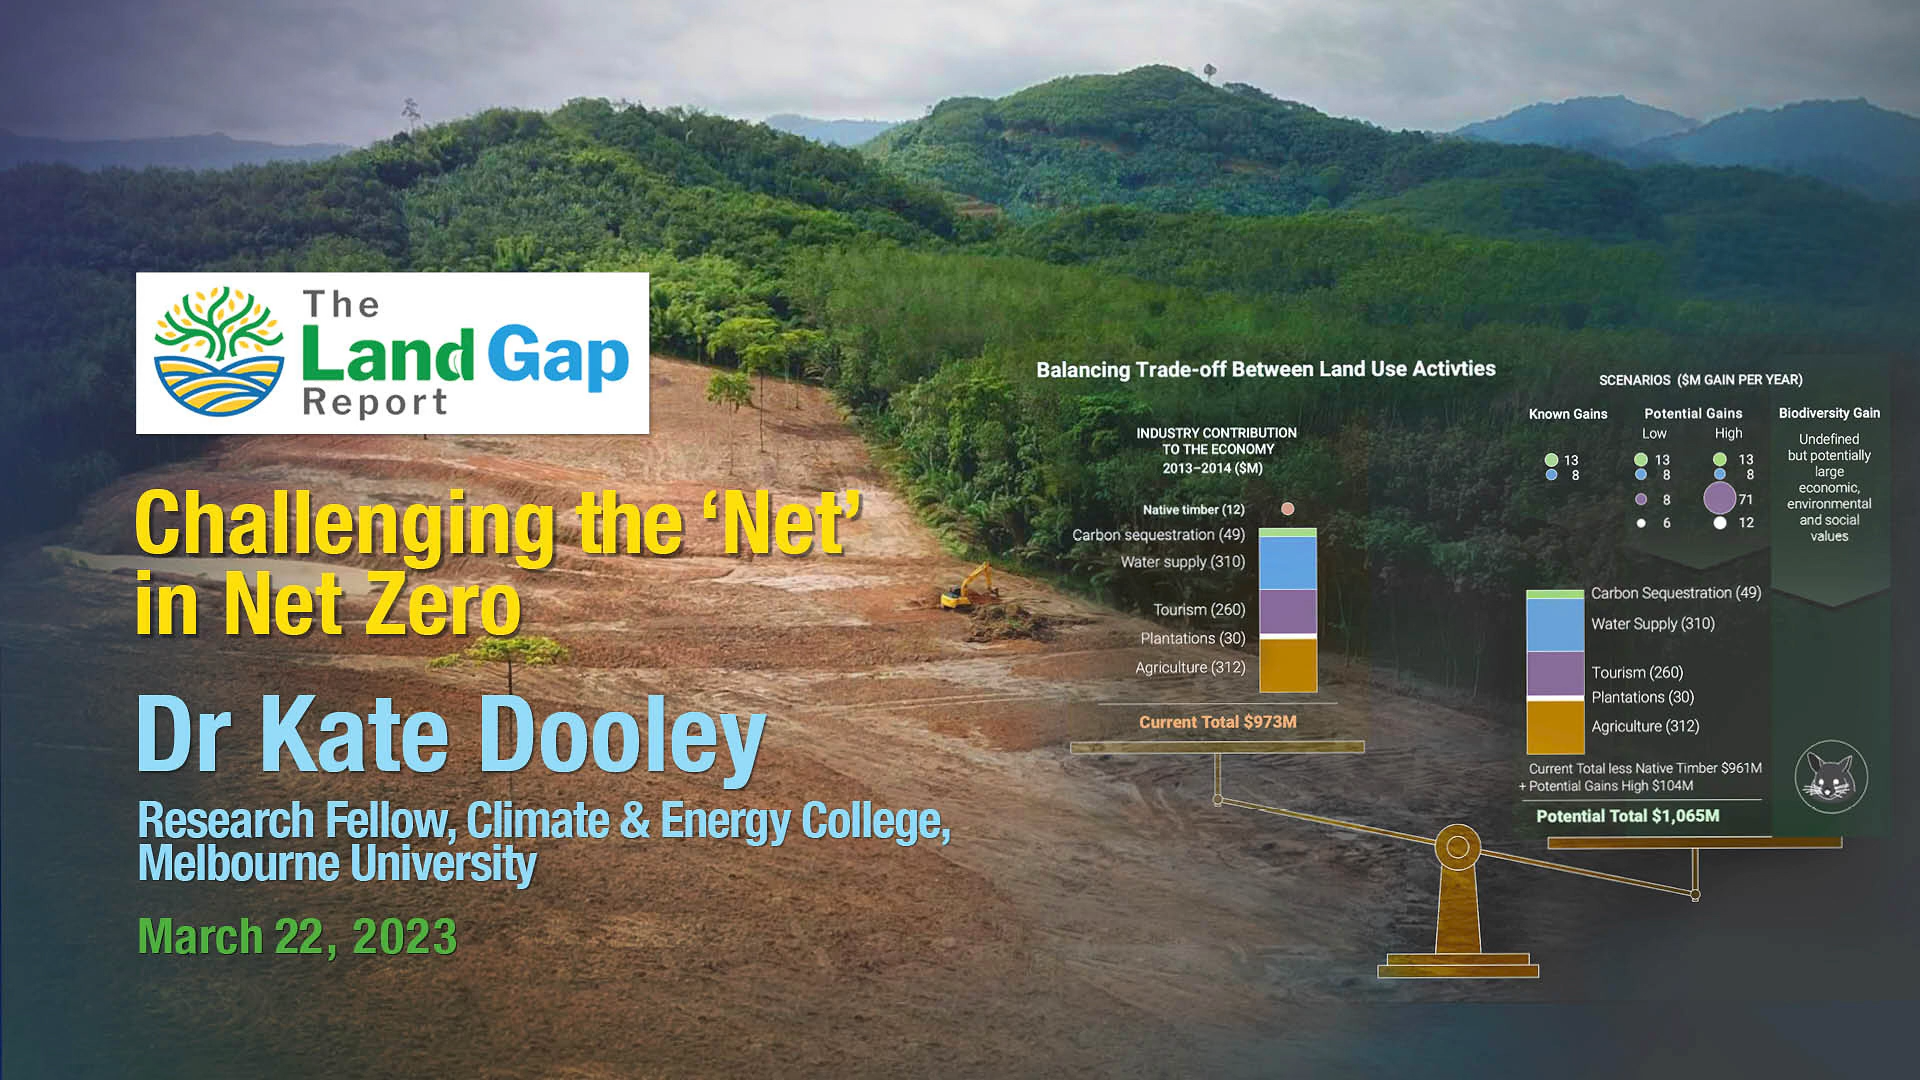 The
Land Gap
Report
Challenging the ‘Net’
in Net Zero
Dr Kate Dooley
Research Fellow, Climate & Energy College,
Melbourne University
March 22, 2023
Balancing Trade-off Between Land Use Activties
INDUSTRY CONTRIBUTION
TO THE ECONOMY
2013–2014 ($M)
Native timber (12)
Carbon sequestration (49)
Water supply (310)
Tourism (260)
Plantations (30)
Agriculture (312)
Current Total $973M
SCENARIOS ($M GAIN PER YEAR)
Known Gains
13
8
Potential Gains
Low
13
8
8
6
High
13
8
71
12
Biodiversity Gain
Undefined
but potentially
large
economic,
environmental
and social
values
Carbon Sequestration (49)
Water Supply (310)
Tourism (260)
Plantations (30)
Agriculture (312)
Current Total less Native Timber $961M
+ Potential Gains High $104M
Potential Total $1,065M